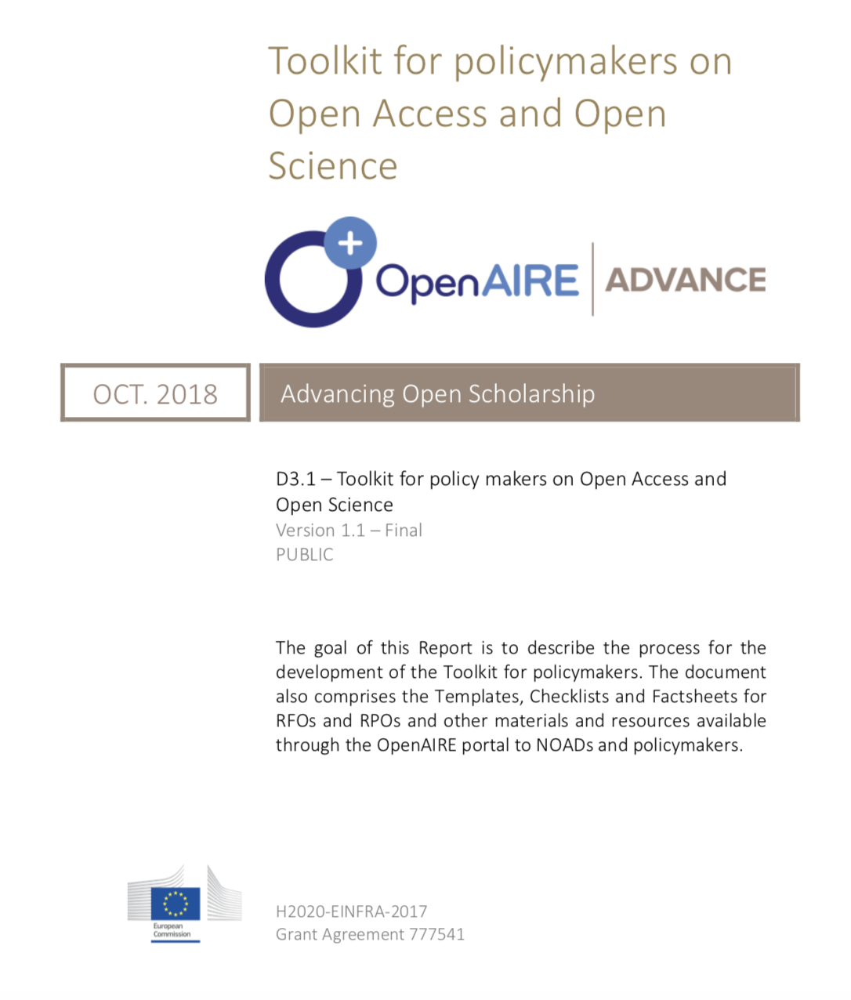 Toolkit for policymakers on
Open Access and Open
Science
OpenAIRE ADVANCE
OCT. 2018
Advancing Open Scholarship
D3.1 – Toolkit for policy makers on Open Access and
Open Science
Version 1.1 – Final
PUBLIC
The goal of this Report is to describe the process for the
development of the Toolkit for policymakers. The document
also comprises the Templates, Checklists and Factsheets for
RFOs and RPOs and other materials and resources available
through the OpenAIRE portal to NOADs and policymakers.
European
Commission
H2020-EINFRA-2017
Grant Agreement 777541